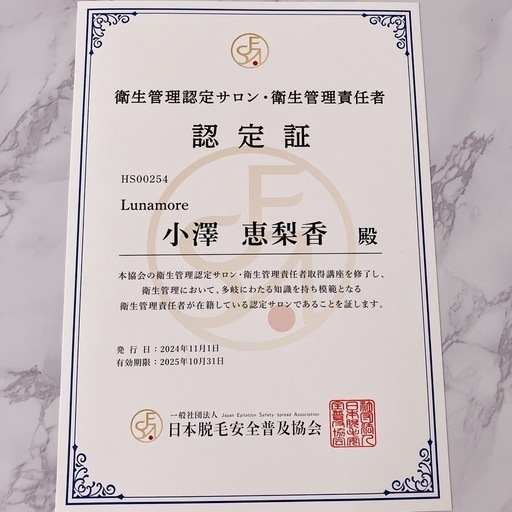 衛生管理認定サロン・衛生管理責任者
認定証
HS00254
Lunamore
小澤 恵梨香 殿
本協会の衛生管理認定サロン・衛生管理責任者取得講座を修了し、
衛生管理において、多岐にわたる知識を持ち模範となる
衛生管理責任者が在籍している認定サロンであることを証します。
発行日：2024年11月1日
有効期限：2025年10月31日
一般社団法人 Japan Epilation Safety Spread Association
日本脱毛安全普及協会